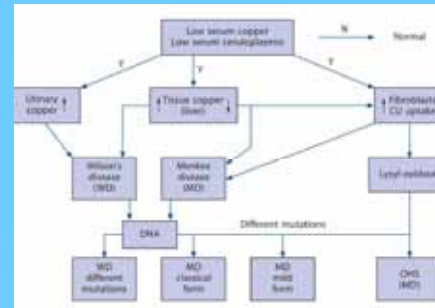 Low serum copper
Low serum ceruloplasmin
N
Normal
Y
Y
Y
Urinary
copper
↑
↑ Tissue copper
(liver) ↓
↑ Fibroblasts
CU uptake
Wilson's
disease
(WD)
Menkes
disease
(MD)
Lysyl-oxidase
DNA
Different mutations
WD
different
mutations
MD
classical
form
MD
mild
form
OHS
(MD)